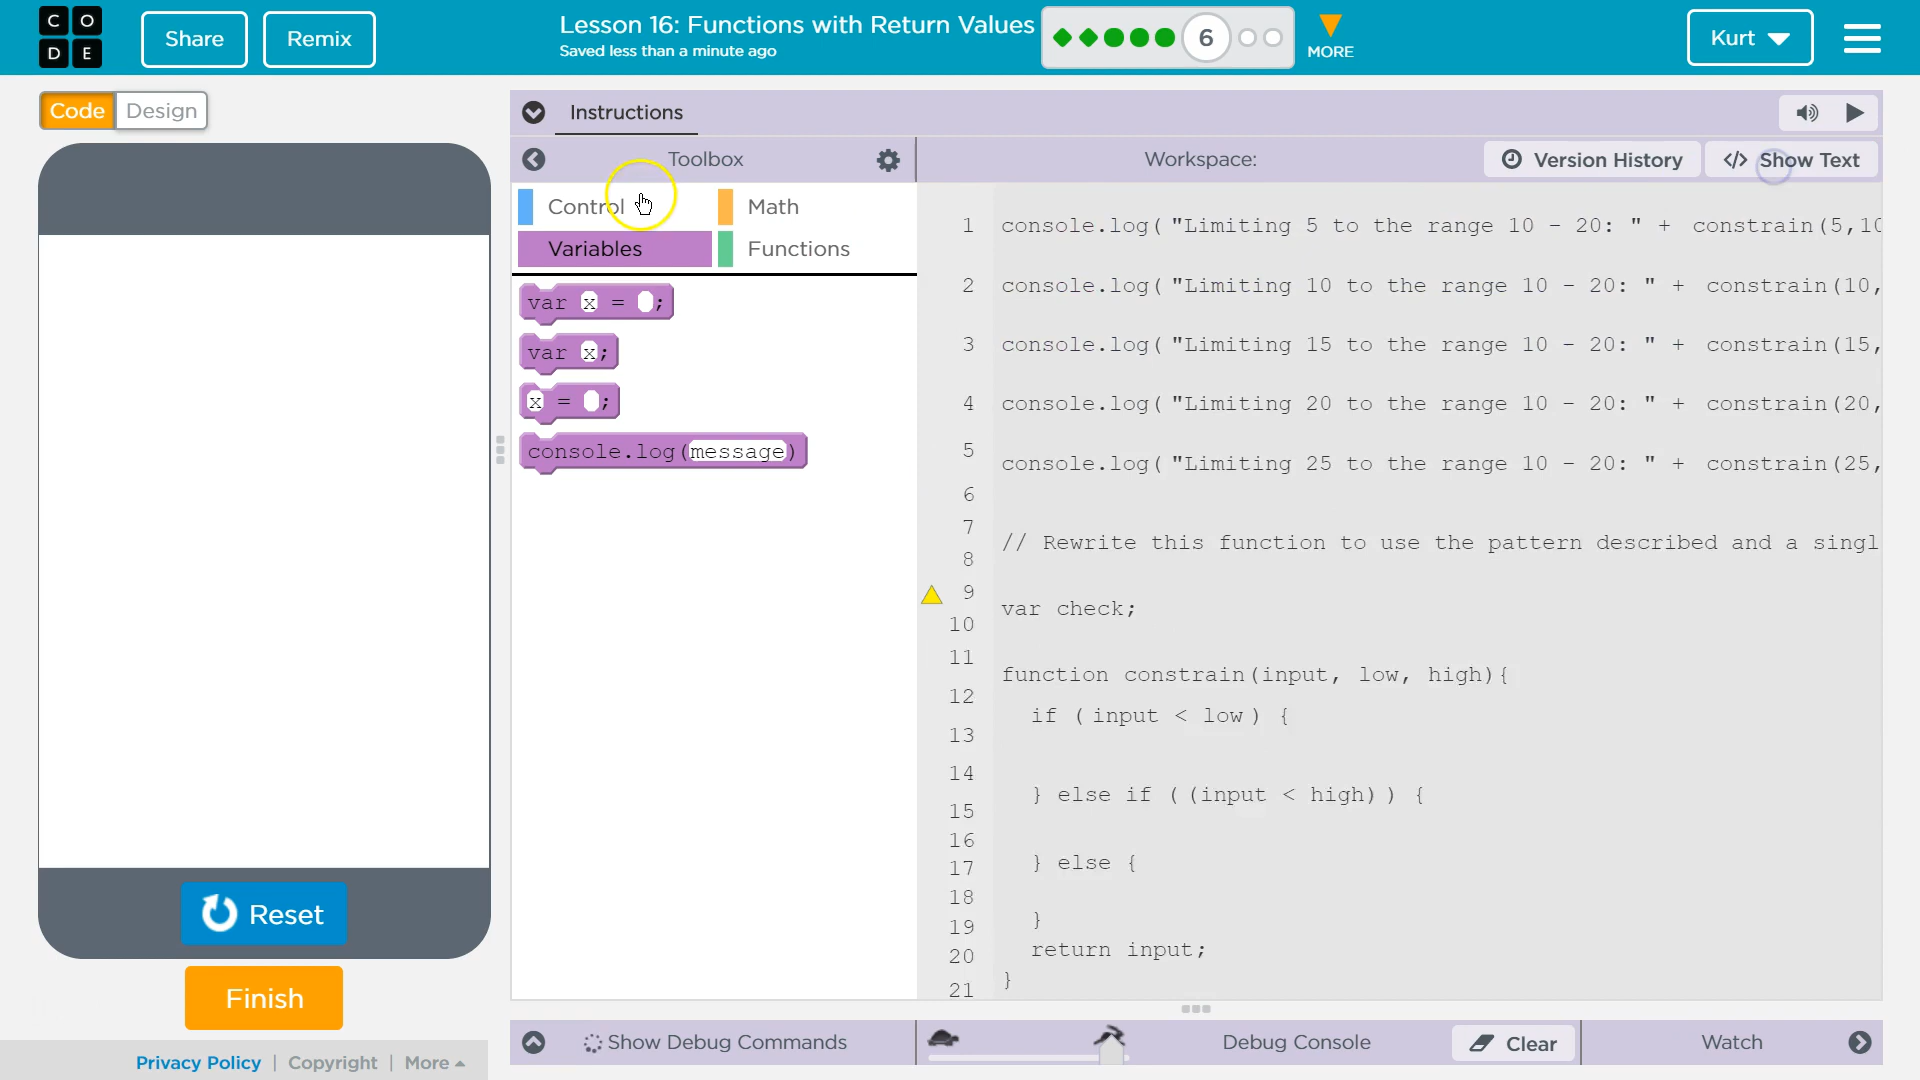 C O
D E
Share
Remix
Lesson 16: Functions with Return Values
Saved less than a minute ago
6
MORE
Kurt
Code
Design
Instructions
Toolbox
Workspace:
Version History
</> Show Text
Control
Math
Variables
Functions
var x = ;
var x;
x = ;
console.log(message)
1 console.log("Limiting 5 to the range 10 - 20: " + constrain(5,10
2 console.log("Limiting 10 to the range 10 - 20: " + constrain(10,
3 console.log("Limiting 15 to the range 10 - 20: " + constrain(15,
4 console.log("Limiting 20 to the range 10 - 20: " + constrain(20,
5 console.log("Limiting 25 to the range 10 - 20: " + constrain(25,
6
7
// Rewrite this function to use the pattern described and a singl
8
9
var check;
10
11
function constrain(input, low, high){
12
if (input < low) {
13
14
} else if ((input < high)) {
15
16
} else {
17
18
}
19
return input;
20
}
21
Reset
Finish
Show Debug Commands
Debug Console
Clear
Watch
Privacy Policy | Copyright | More